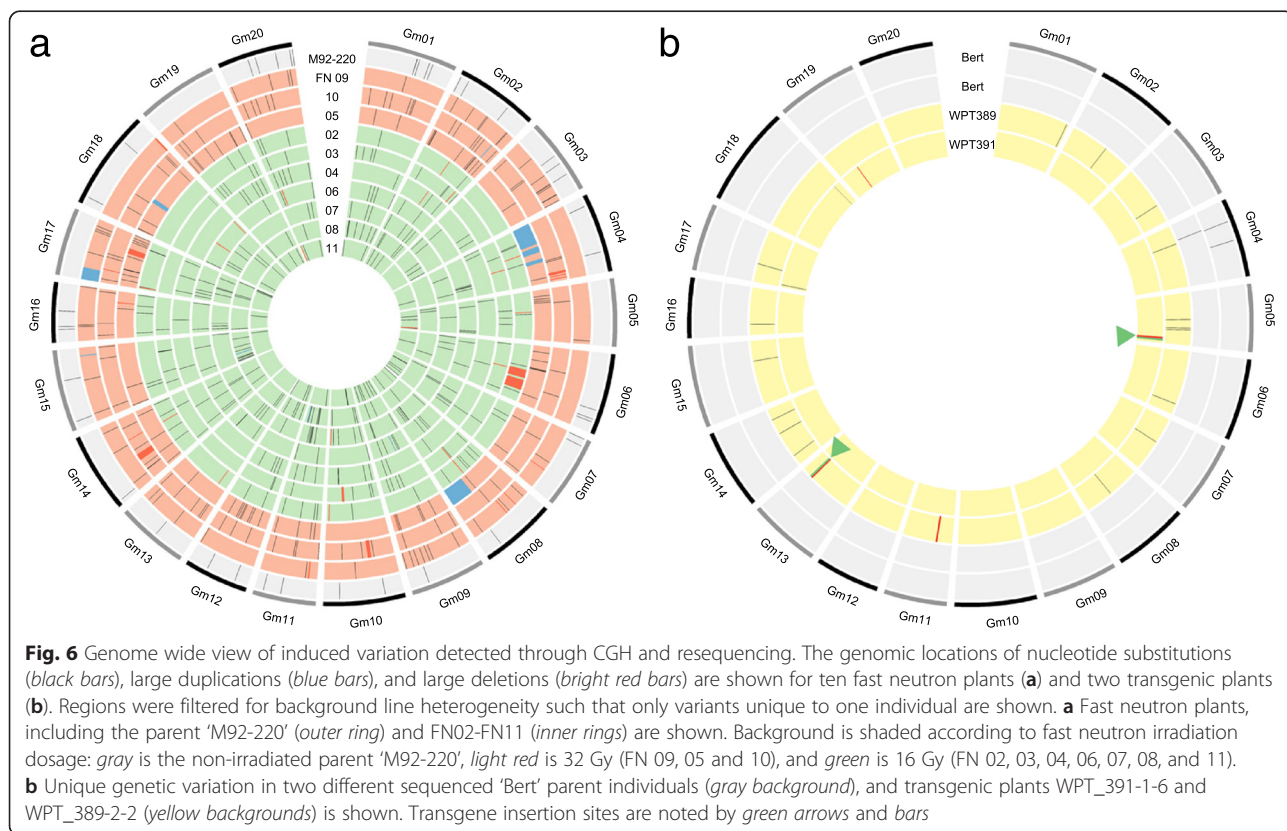 a
Gm20
M92-220
FN 09
10
05
02
03
04
06
07
08
11
Gm01
Gm02
Gm03
Gm04
Gm05
Gm06
Gm07
Gm08
Gm09
Gm10
Gm11
Gm12
Gm13
Gm14
Gm15
Gm16
Gm17
Gm18
Gm19
b
Gm20
Bert
Bert
WPT389
WPT391
Gm01
Gm02
Gm03
Gm04
Gm05
Gm06
Gm07
Gm08
Gm09
Gm10
Gm11
Gm12
Gm13
Gm14
Gm15
Gm16
Gm17
Gm18
Gm19
Fig. 6 Genome wide view of induced variation detected through CGH and resequencing. The genomic locations of nucleotide substitutions
(black bars), large duplications (blue bars), and large deletions (bright red bars) are shown for ten fast neutron plants (a) and two transgenic plants
(b). Regions were filtered for background line heterogeneity such that only variants unique to one individual are shown. a Fast neutron plants,
including the parent ‘M92-220’ (outer ring) and FN02-FN11 (inner rings) are shown. Background is shaded according to fast neutron irradiation
dosage: gray is the non-irradiated parent ‘M92-220’, light red is 32 Gy (FN 09, 05 and 10), and green is 16 Gy (FN 02, 03, 04, 06, 07, 08, and 11).
b Unique genetic variation in two different sequenced ‘Bert’ parent individuals (gray background), and transgenic plants WPT_391-1-6 and
WPT_389-2-2 (yellow backgrounds) is shown. Transgene insertion sites are noted by green arrows and bars